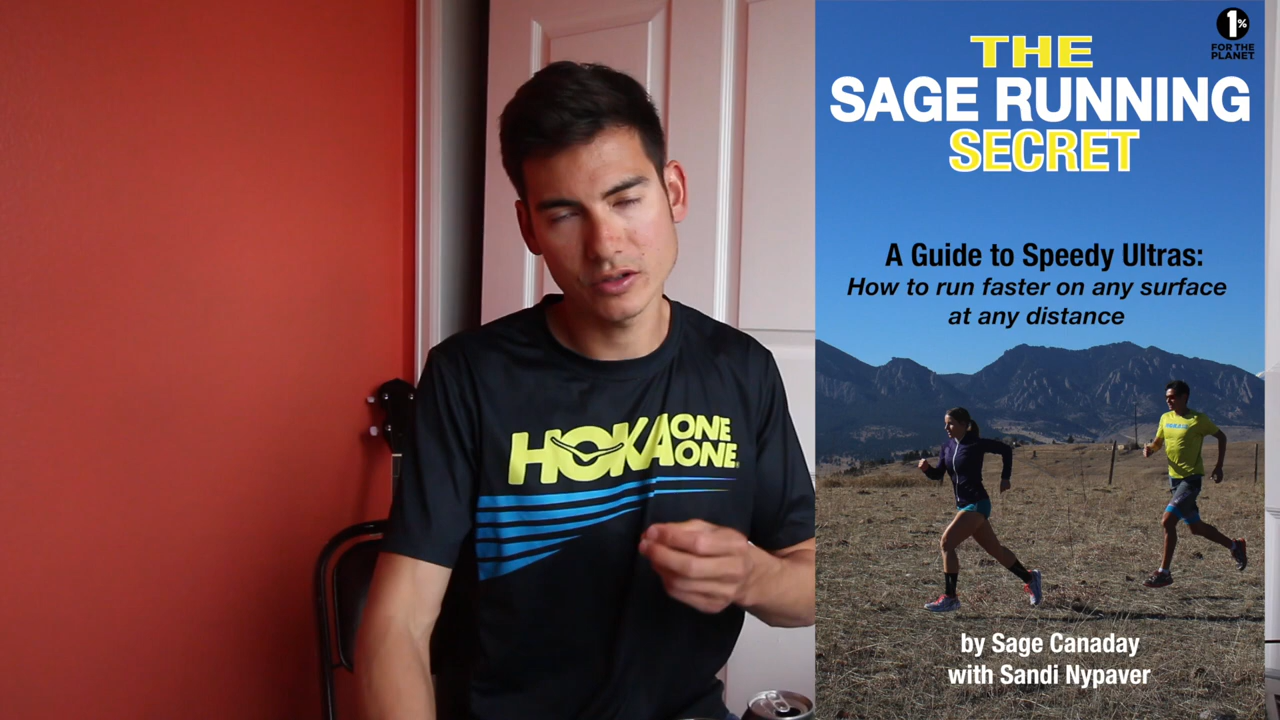 HOKA ONE
ONE
1%
FOR THE
PLANET
THE
SAGE RUNNING
SECRET
A Guide to Speedy Ultras:
How to run faster on any surface
at any distance
by Sage Canaday
with Sandi Nypaver